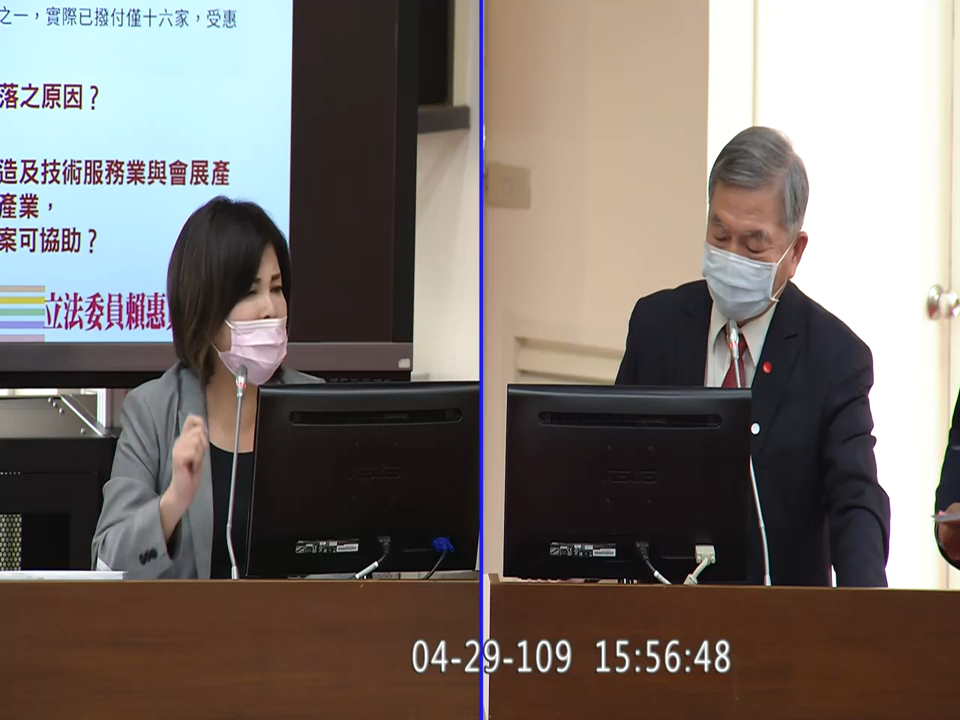 之一，實際已撥付僅十六家，受惠
落之原因？
造及技術服務業與會展產
產業，
案可協助？
立法委員賴惠
ASUS
04-29-109 15:56:48